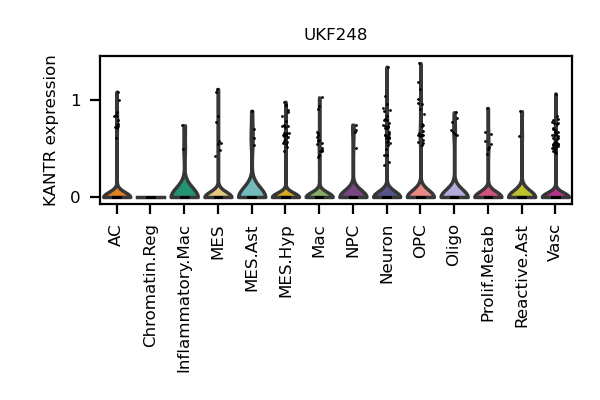 UKF248
KANTR expression
1
0
AC
Chromatin.Reg
Inflammatory.Mac
MES
MES.Ast
MES.Hyp
Mac
NPC
Neuron
OPC
Oligo
Prolif.Metab
Reactive.Ast
Vasc